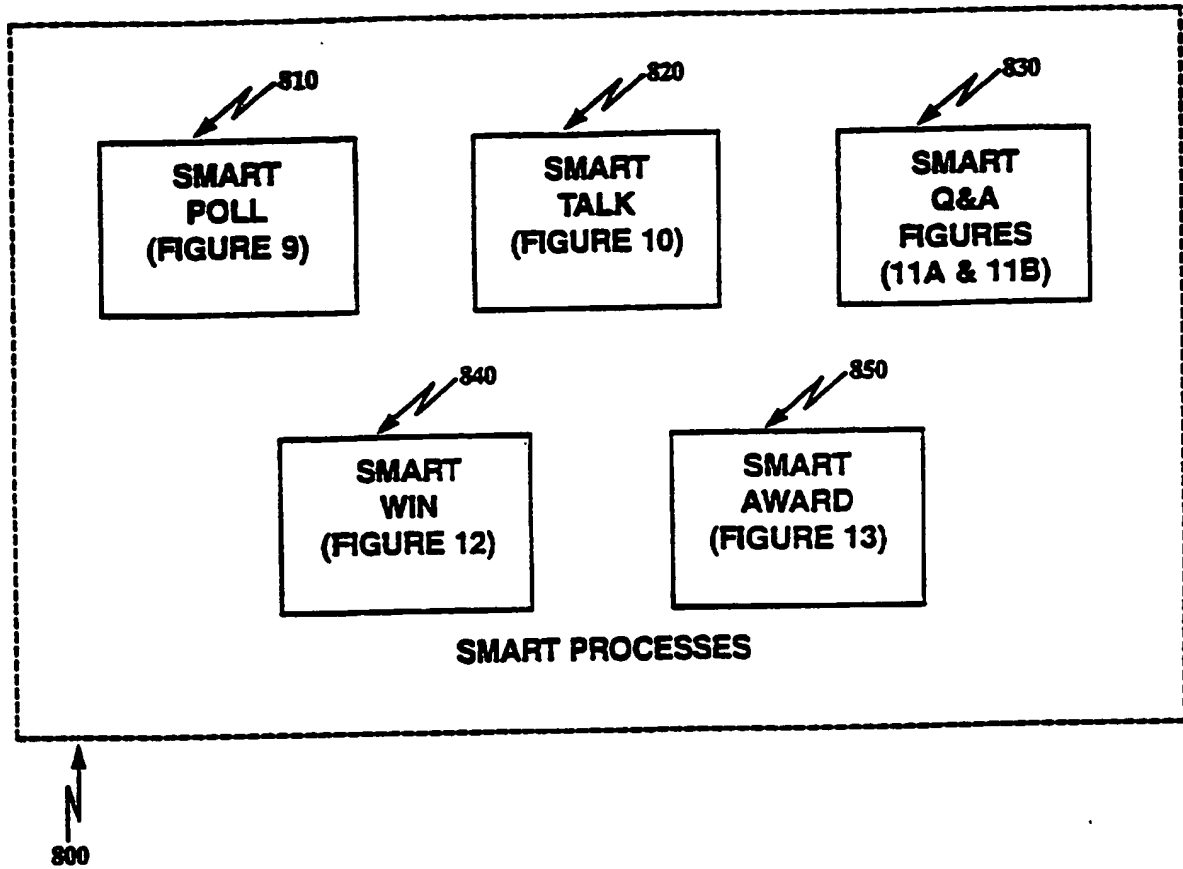 810
820
830
SMART
POLL
(FIGURE 9)
SMART
TALK
(FIGURE 10)
SMART
Q&A
FIGURES
(11A & 11B)
840
850
SMART
WIN
(FIGURE 12)
SMART
AWARD
(FIGURE 13)
SMART PROCESSES
800